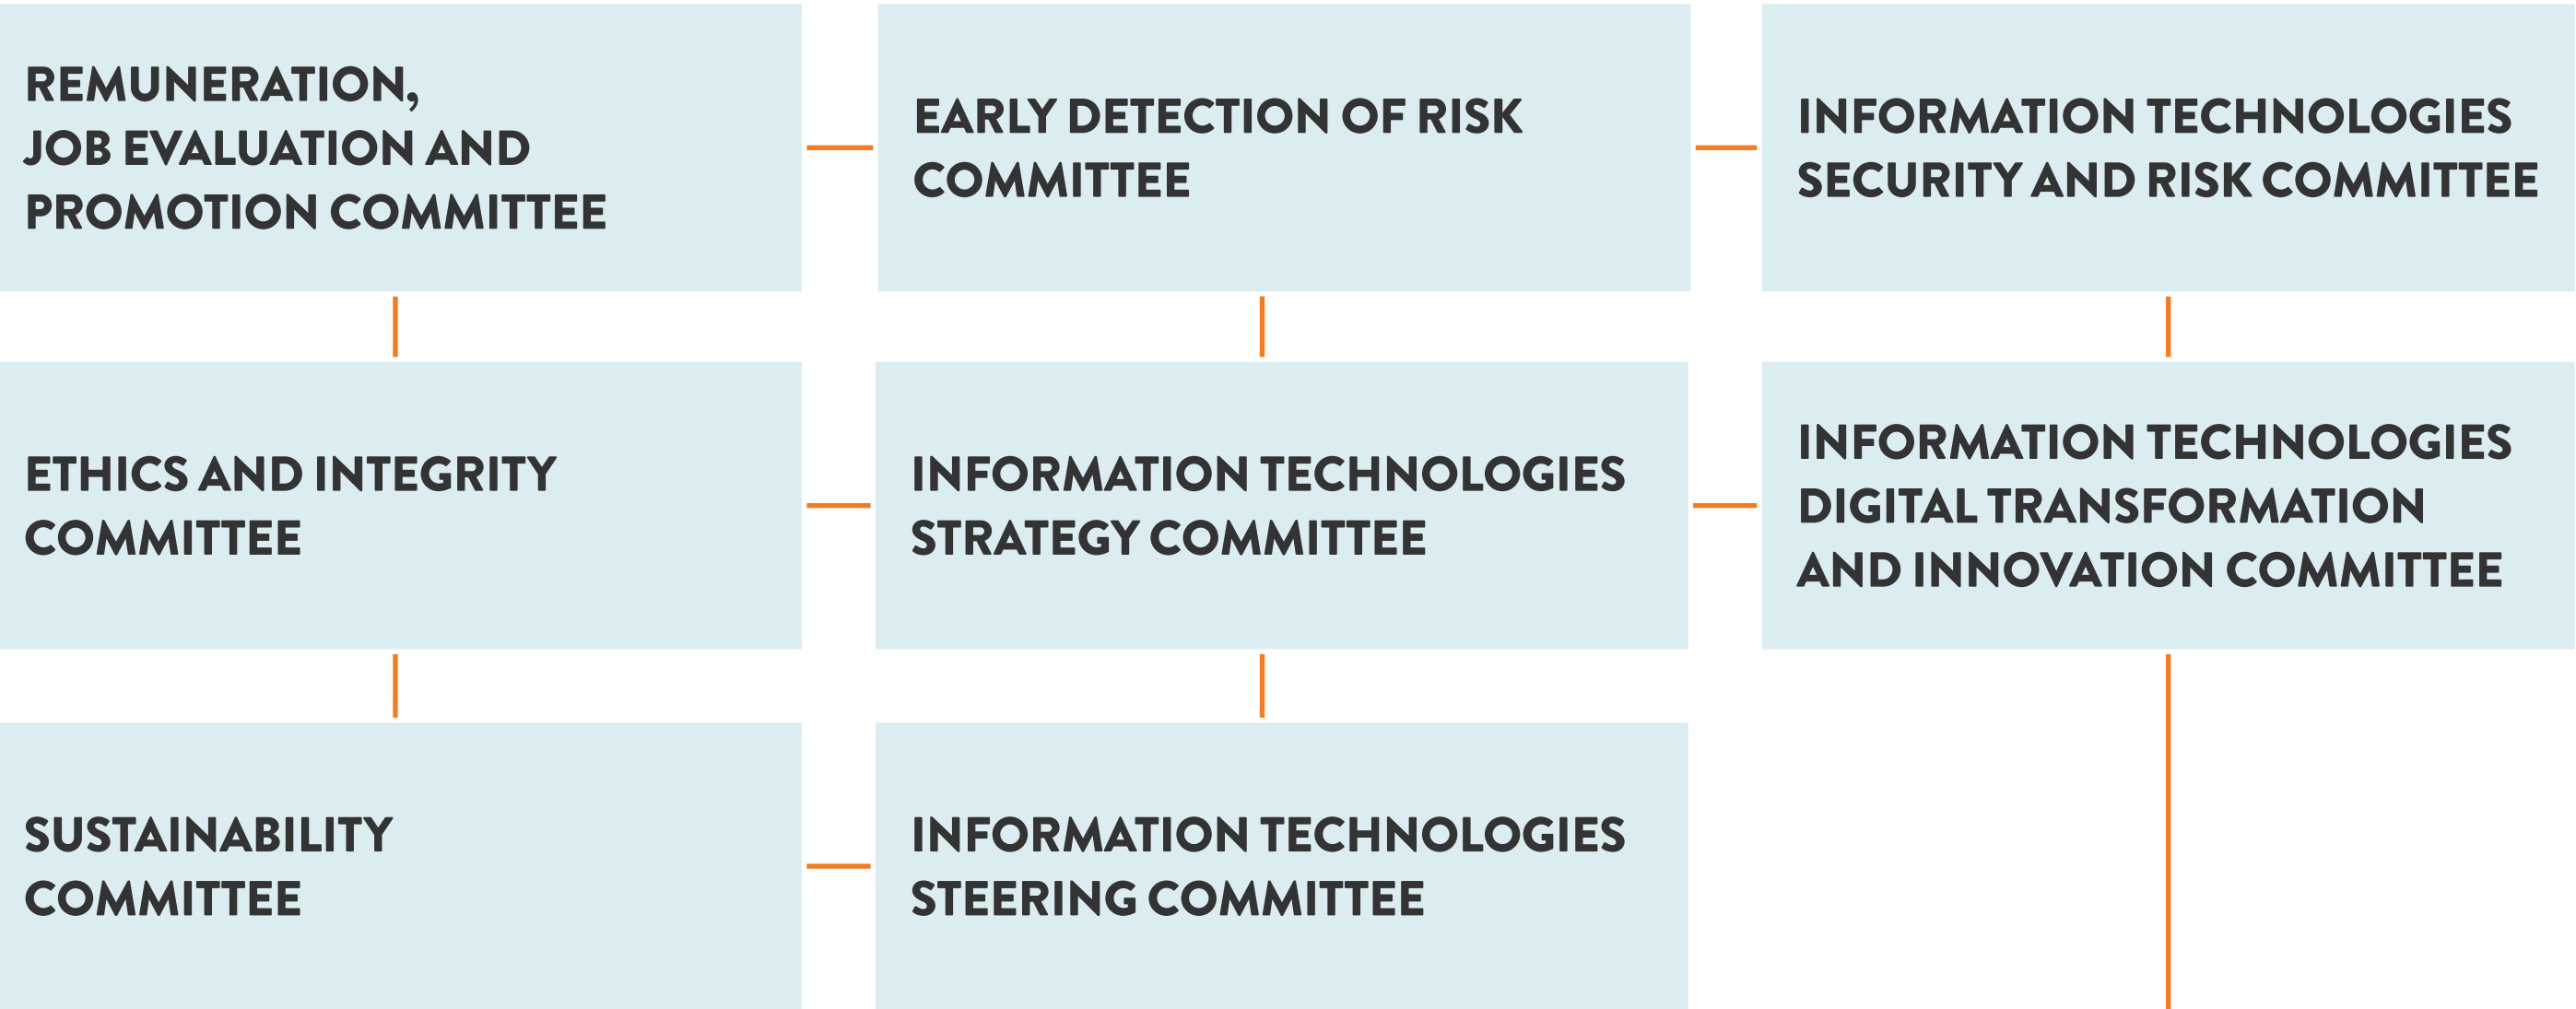 REMUNERATION,
JOB EVALUATION AND
PROMOTION COMMITTEE
EARLY DETECTION OF RISK
COMMITTEE
INFORMATION TECHNOLOGIES
SECURITY AND RISK COMMITTEE
ETHICS AND INTEGRITY
COMMITTEE
INFORMATION TECHNOLOGIES
STRATEGY COMMITTEE
INFORMATION TECHNOLOGIES
DIGITAL TRANSFORMATION
AND INNOVATION COMMITTEE
SUSTAINABILITY
COMMITTEE
INFORMATION TECHNOLOGIES
STEERING COMMITTEE